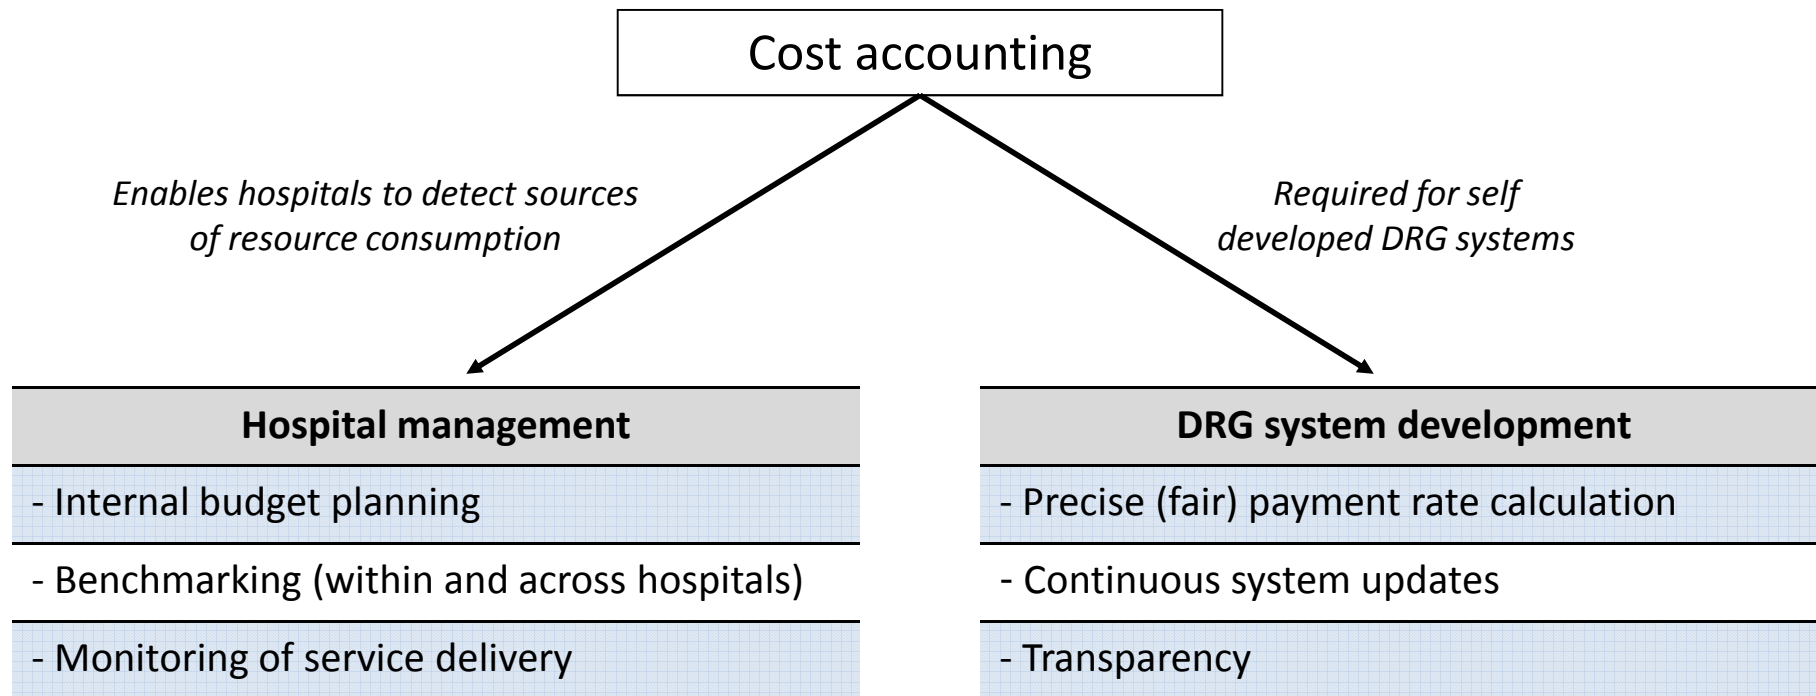 Cost accounting
Enables hospitals to detect sources
of resource consumption
Required for self
developed DRG systems
Hospital management
- Internal budget planning
- Benchmarking (within and across hospitals)
- Monitoring of service delivery
DRG system development
- Precise (fair) payment rate calculation
- Continuous system updates
- Transparency